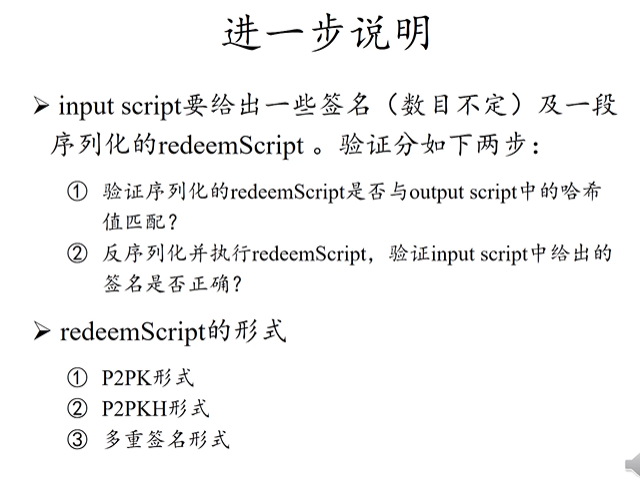 进一步说明
➢ input script要给出一些签名（数目不定）及一段
序列化的redeemScript 。验证分如下两步：
① 验证序列化的redeemScript是否与output script中的哈希
值匹配？
② 反序列化并执行redeemScript，验证input script中给出的
签名是否正确？
➢ redeemScript的形式
① P2PK形式
② P2PKH形式
③ 多重签名形式